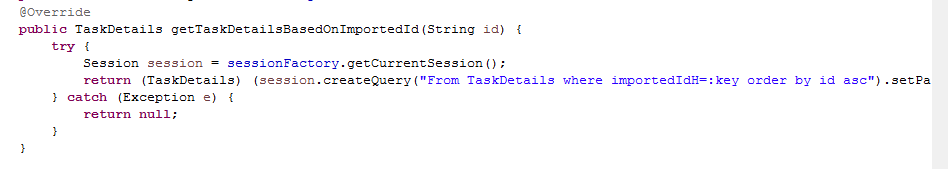 @Override
public TaskDetails getTaskDetailsBasedOnImportedId(String id) {
try {
Session session = sessionFactory.getCurrentSession();
return (TaskDetails) (session.createQuery("From TaskDetails where importedIdH=:key order by id asc").setPa
} catch (Exception e) {
return null;
}
}